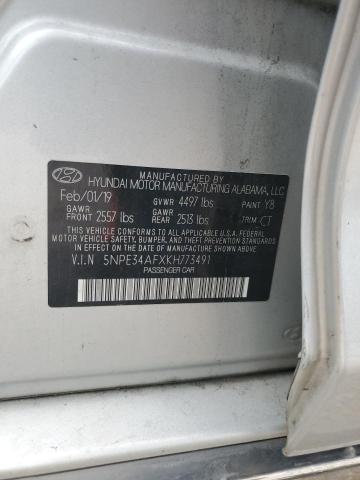 MANUFACTURED BY
HYUNDAI MOTOR MANUFACTURING ALABAMA, LLC
Feb/01/19 GVWR 4497 lbs PAINT Y8
GAWR FRONT 2557 lbs GAWR REAR 2513 lbs TRIM CT
THIS VEHICLE CONFORMS TO ALL APPLICABLE U.S.A. FEDERAL
MOTOR VEHICLE SAFETY, BUMPER, AND THEFT PREVENTION STANDARDS
IN EFFECT ON THE DATE OF MANUFACTURE SHOWN ABOVE.
V.I.N 5NPE34AFXKH773491
PASSENGER CAR